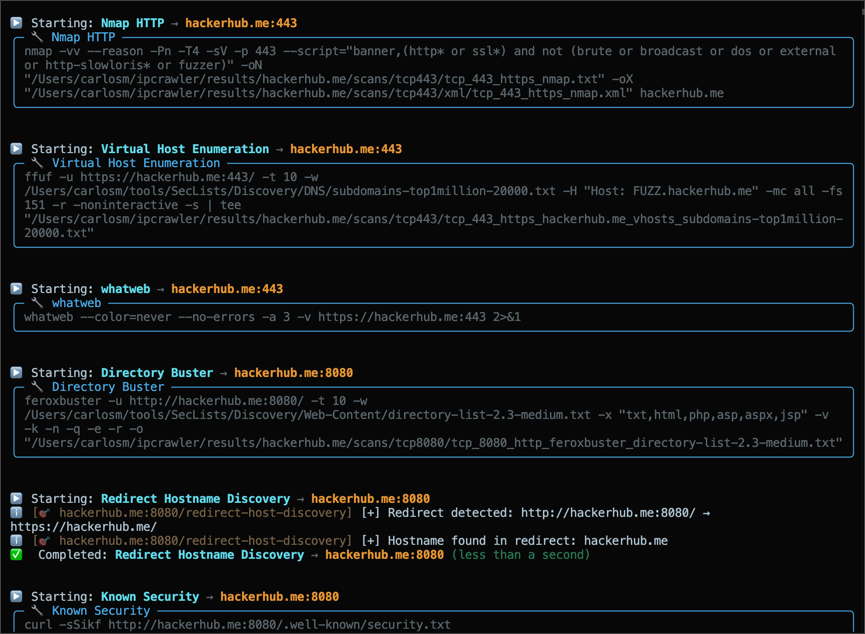 Starting: Nmap HTTP → hackerhub.me:443
Nmap HTTP
nmap -vv --reason -Pn -T4 -sV -p 443 --script="banner,(http* or ssl*) and not (brute or broadcast or dos or external
or http-slowloris* or fuzzer)" -oN
"/Users/carlosm/ipcrawler/results/hackerhub.me/scans/tcp443/tcp_443_https_nmap.txt" -oX
"/Users/carlosm/ipcrawler/results/hackerhub.me/scans/tcp443/xml/tcp_443_https_nmap.xml" hackerhub.me
Starting: Virtual Host Enumeration → hackerhub.me:443
Virtual Host Enumeration
ffuf -u https://hackerhub.me:443/ -t 10 -w
/Users/carlosm/tools/SecLists/Discovery/DNS/subdomains-top1million-20000.txt -H "Host: FUZZ.hackerhub.me" -mc all -fs
151 -r -noninteractive -s | tee
"/Users/carlosm/ipcrawler/results/hackerhub.me/scans/tcp443/tcp_443_https_hackerhub.me_vhosts_subdomains-top1million-
20000.txt"
Starting: whatweb → hackerhub.me:443
whatweb
whatweb --color=never --no-errors -a 3 -v https://hackerhub.me:443 2>&1
Starting: Directory Buster → hackerhub.me:8080
Directory Buster
feroxbuster -u http://hackerhub.me:8080/ -t 10 -w
/Users/carlosm/tools/SecLists/Discovery/Web-Content/directory-list-2.3-medium.txt -x "txt,html,php,asp,aspx,jsp" -v
-k -n -q -e -r -o
"/Users/carlosm/ipcrawler/results/hackerhub.me/scans/tcp8080/tcp_8080_http_feroxbuster_directory-list-2.3-medium.txt"
Starting: Redirect Hostname Discovery → hackerhub.me:8080
[🎯 hackerhub.me:8080/redirect-host-discovery] [+] Redirect detected: http://hackerhub.me:8080/ →
https://hackerhub.me/
[🎯 hackerhub.me:8080/redirect-host-discovery] [+] Hostname found in redirect: hackerhub.me
Completed: Redirect Hostname Discovery → hackerhub.me:8080 (less than a second)
Starting: Known Security → hackerhub.me:8080
Known Security
curl -sSikf http://hackerhub.me:8080/.well-known/security.txt